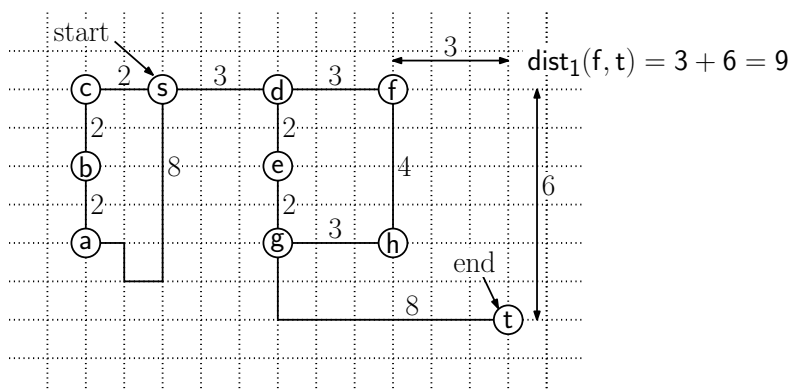 start
3
dist₁(f, t) = 3 + 6 = 9
c 2 s 3 d 3 f
2 2
b 8 e 4 6
2 2
a g 3 h
end
8 t